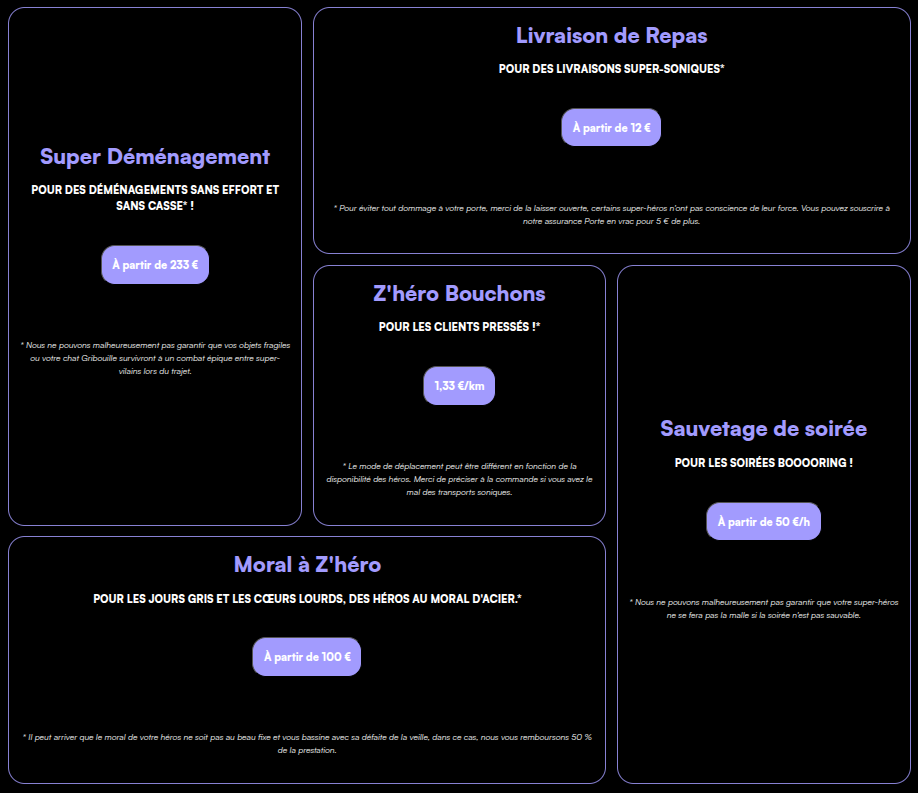 Super Déménagement
POUR DES DÉMÉNAGEMENTS SANS EFFORT ET
SANS CASSE* !
À partir de 233 €
* Nous ne pouvons malheureusement pas garantir que vos objets fragiles
ou votre chat Gribouille survivront à un combat épique entre super-
vilains lors du trajet.
Livraison de Repas
POUR DES LIVRAISONS SUPER-SONIQUES*
À partir de 12 €
* Pour éviter tout dommage à votre porte, merci de la laisser ouverte, certains super-héros n'ont pas conscience de leur force. Vous pouvez souscrire à
notre assurance Porte en vrac pour 5 € de plus.
Z'héro Bouchons
POUR LES CLIENTS PRESSÉS !*
1,33 €/km
* Le mode de déplacement peut être différent en fonction de la
disponibilité des héros. Merci de préciser à la commande si vous avez le
mal des transports soniques.
Sauvetage de soirée
POUR LES SOIRÉES BOOOORING !
À partir de 50 €/h
* Nous ne pouvons malheureusement pas garantir que votre super-héros
ne se fera pas la malle si la soirée n'est pas sauvable.
Moral à Z'héro
POUR LES JOURS GRIS ET LES CŒURS LOURDS, DES HÉROS AU MORAL D'ACIER.*
À partir de 100 €
* Il peut arriver que le moral de votre héros ne soit pas au beau fixe et vous bassine avec sa défaite de la veille, dans ce cas, nous vous remboursons 50 %
de la prestation.